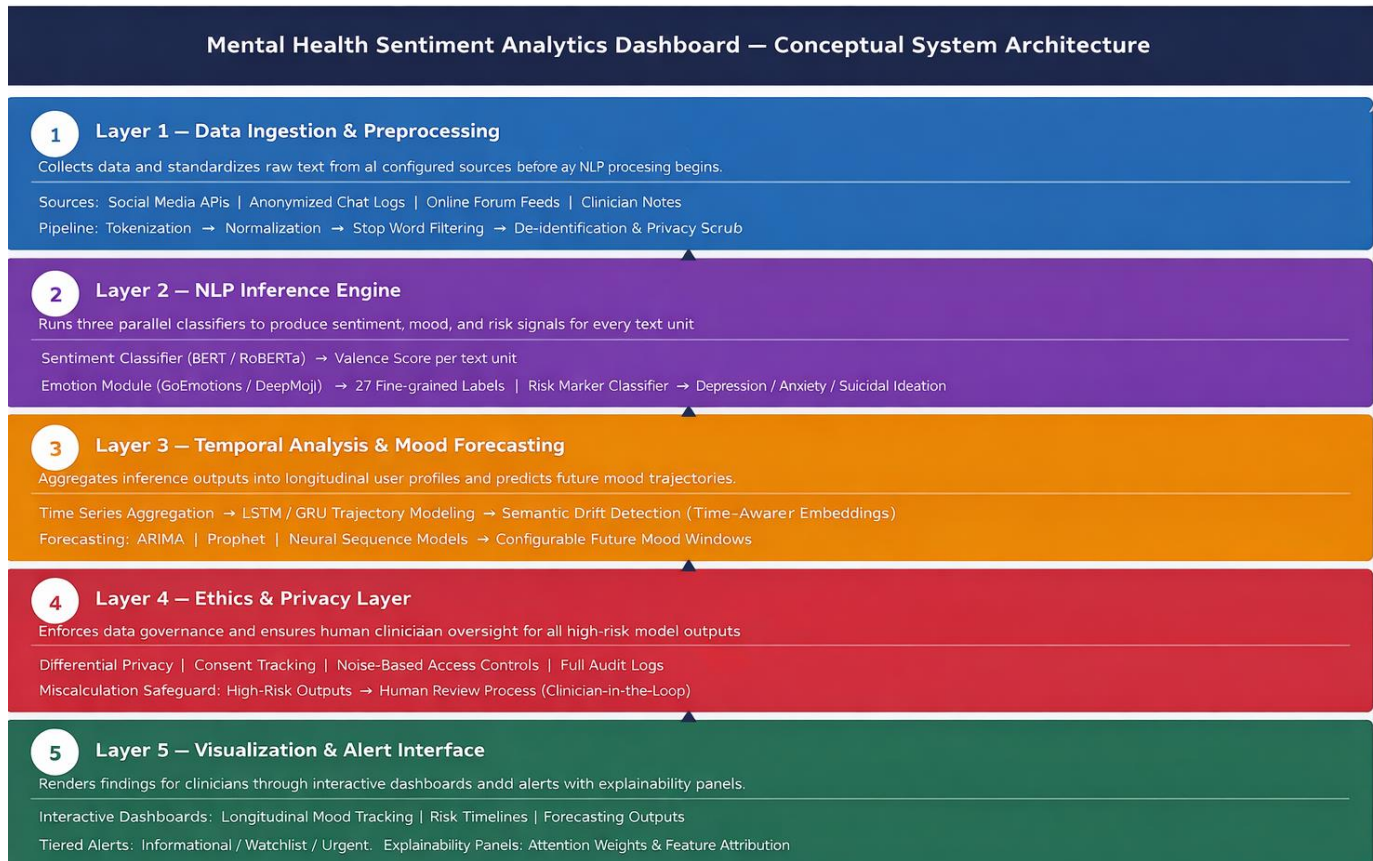 Mental Health Sentiment Analytics Dashboard — Conceptual System Architecture
1
Layer 1 — Data Ingestion & Preprocessing
Collects data and standardizes raw text from al configured sources before ay NLP procesing begins.
Sources: Social Media APIs | Anonymized Chat Logs | Online Forum Feeds | Clinician Notes
Pipeline: Tokenization → Normalization → Stop Word Filtering → De-identification & Privacy Scrub
2
Layer 2 — NLP Inference Engine
Runs three parallel classifiers to produce sentiment, mood, and risk signals for every text unit
Sentiment Classifier (BERT / RoBERTa) → Valence Score per text unit
Emotion Module (GoEmotions / DeepMoji) → 27 Fine-grained Labels | Risk Marker Classifier → Depression / Anxiety / Suicidal Ideation
3
Layer 3 — Temporal Analysis & Mood Forecasting
Aggregates inference outputs into longitudinal user profiles and predicts future mood trajectories.
Time Series Aggregation → LSTM / GRU Trajectory Modeling → Semantic Drift Detection (Time-Awarer Embeddings)
Forecasting: ARIMA | Prophet | Neural Sequence Models → Configurable Future Mood Windows
4
Layer 4 — Ethics & Privacy Layer
Enforces data governance and ensures human cliniciian oversight for all high-risk model outputs
Differential Privacy | Consent Tracking | Noise-Based Access Controls | Full Audit Logs
Miscalculation Safeguard: High-Risk Outputs → Human Review Process (Clinician-in-the-Loop)
5
Layer 5 — Visualization & Alert Interface
Renders findings for clinicians through interactive dashboards andd alerts with explainability panels.
Interactive Dashboards: Longitudinal Mood Tracking | Risk Timelines | Forecasting Outputs
Tiered Alerts: Informational / Watchlist / Urgent. Explainability Panels: Attention Weights & Feature Attribution